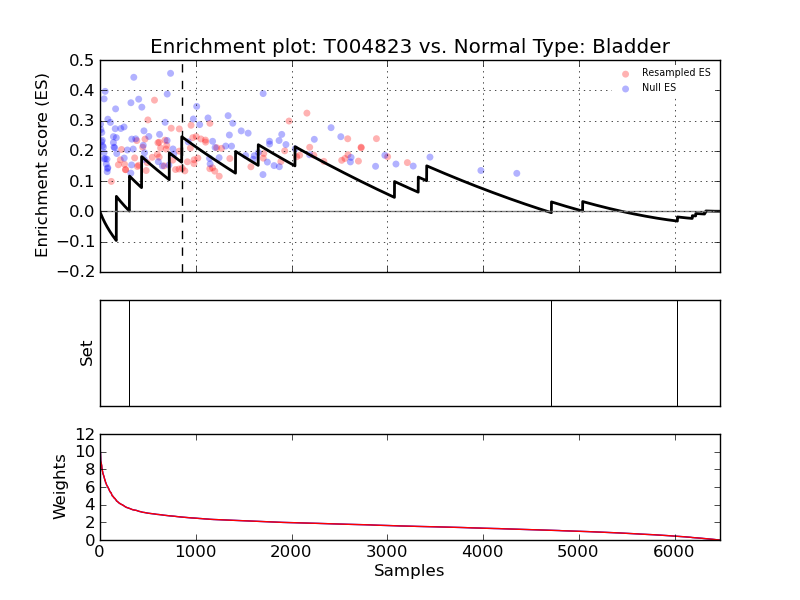 Enrichment plot: T004823 vs. Normal Type: Bladder
Enrichment score (ES)
0.5
0.4
0.3
0.2
0.1
0.0
−0.1
−0.2
Resampled ES
Null ES
Set
Weights
12
10
8
6
4
2
0
0 1000 2000 3000 4000 5000 6000
Samples